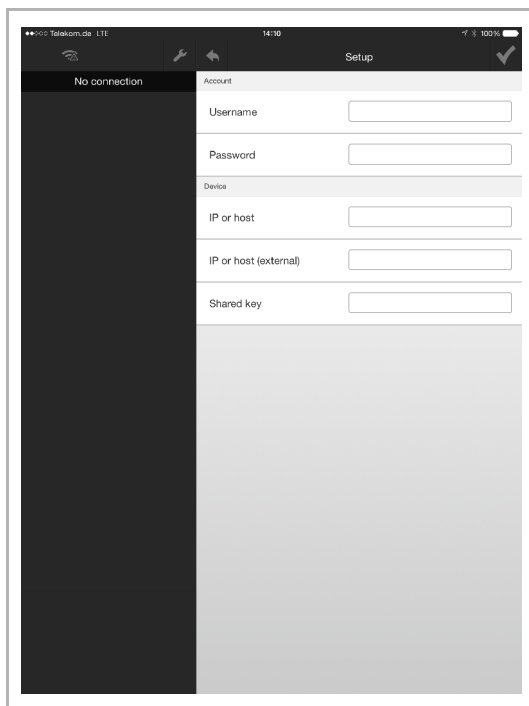 Telekom.de LTE 14:10 100%
Setup
No connection
Account
Username
Password
Device
IP or host
IP or host (external)
Shared key